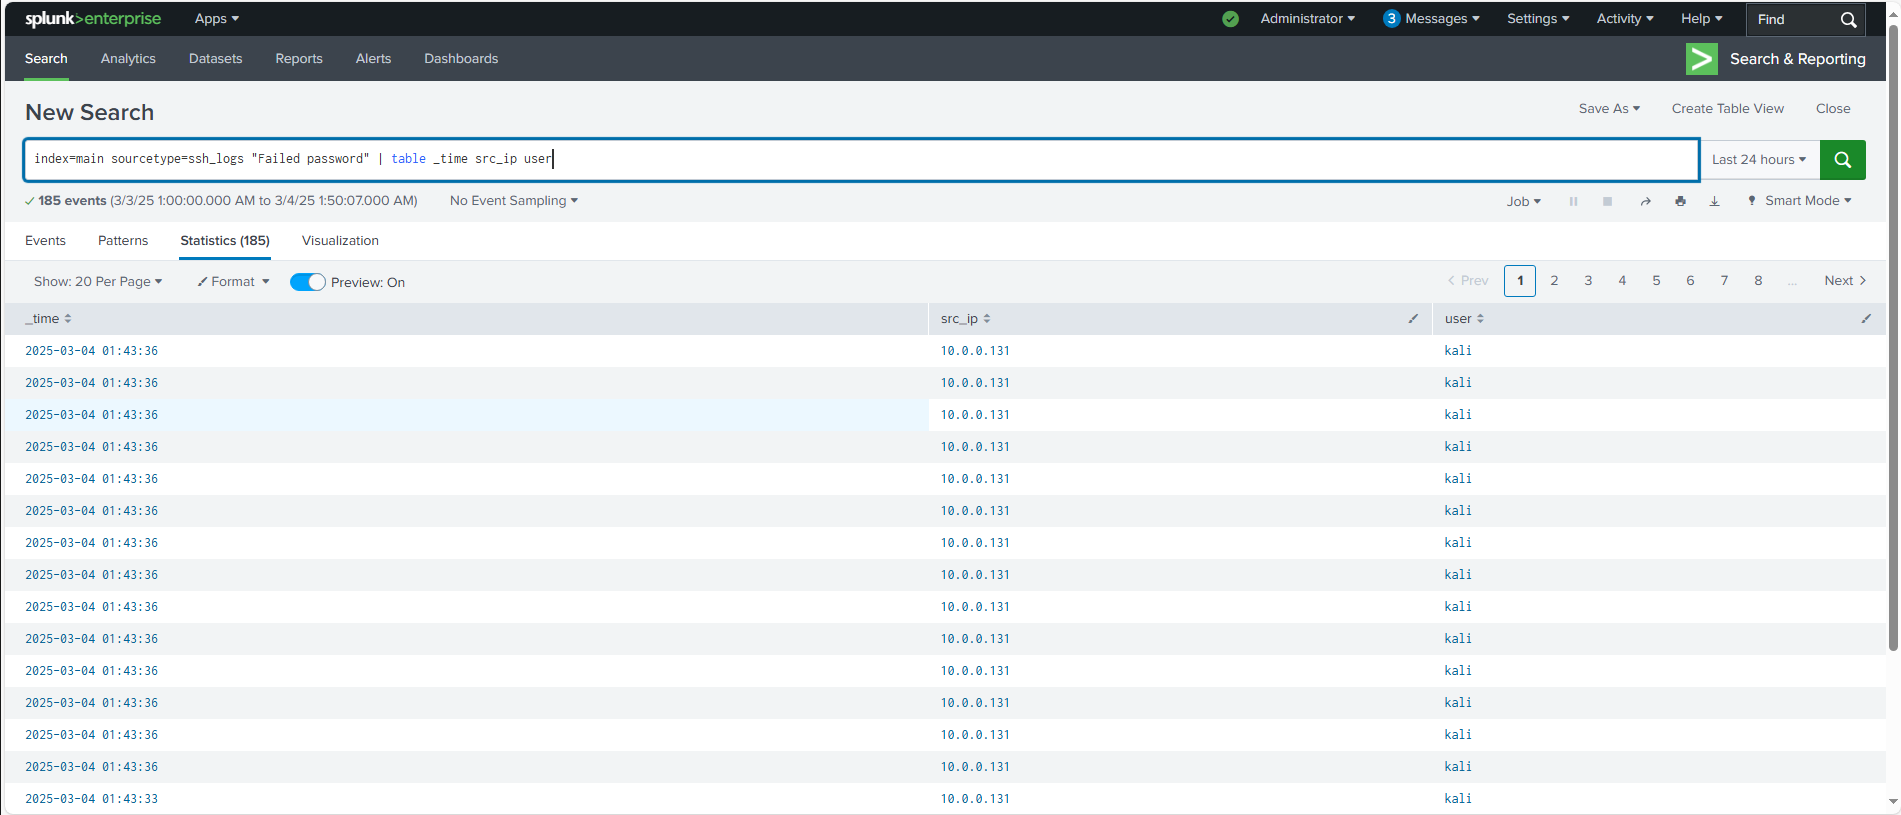 splunk>enterprise Apps Administrator 3 Messages Settings Activity Help Find
Search Analytics Datasets Reports Alerts Dashboards Search & Reporting
New Search Save As Create Table View Close
index=main sourcetype=ssh_logs "Failed password" | table _time src_ip user Last 24 hours
185 events (3/3/25 1:00:00.000 AM to 3/4/25 1:50:07.000 AM) No Event Sampling Job Smart Mode
Events Patterns Statistics (185) Visualization
Show: 20 Per Page Format Preview: On < Prev 1 2 3 4 5 6 7 8 ... Next >
_time src_ip user
2025-03-04 01:43:36 10.0.0.131 kali
2025-03-04 01:43:36 10.0.0.131 kali
2025-03-04 01:43:36 10.0.0.131 kali
2025-03-04 01:43:36 10.0.0.131 kali
2025-03-04 01:43:36 10.0.0.131 kali
2025-03-04 01:43:36 10.0.0.131 kali
2025-03-04 01:43:36 10.0.0.131 kali
2025-03-04 01:43:36 10.0.0.131 kali
2025-03-04 01:43:36 10.0.0.131 kali
2025-03-04 01:43:36 10.0.0.131 kali
2025-03-04 01:43:36 10.0.0.131 kali
2025-03-04 01:43:36 10.0.0.131 kali
2025-03-04 01:43:36 10.0.0.131 kali
2025-03-04 01:43:36 10.0.0.131 kali
2025-03-04 01:43:33 10.0.0.131 kali